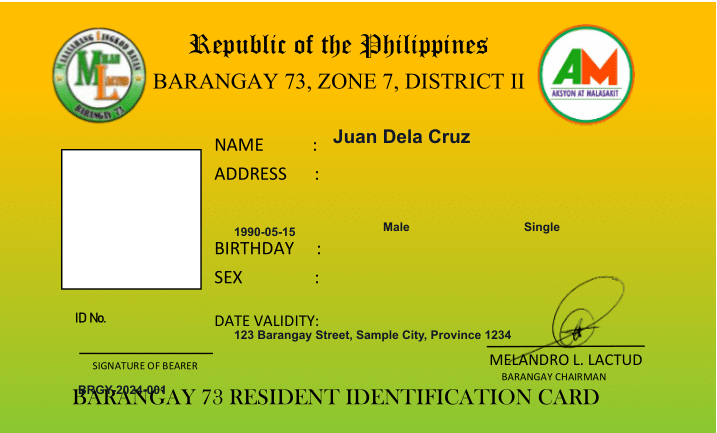 Republic of the Philippines
BARANGAY 73, ZONE 7, DISTRICT II
MAMAMAYANG LINGKOD BAYAN
MILAN
LACTUD
ML
BARANGAY 73
AM
AKSYON AT MALASAKIT
NAME : Juan Dela Cruz
ADDRESS :
1990-05-15 Male Single
BIRTHDAY :
SEX :
ID No.
DATE VALIDITY:
123 Barangay Street, Sample City, Province 1234
MELANDRO L. LACTUD
SIGNATURE OF BEARER
BARANGAY CHAIRMAN
BRGY-2024-001
BARANGAY 73 RESIDENT IDENTIFICATION CARD